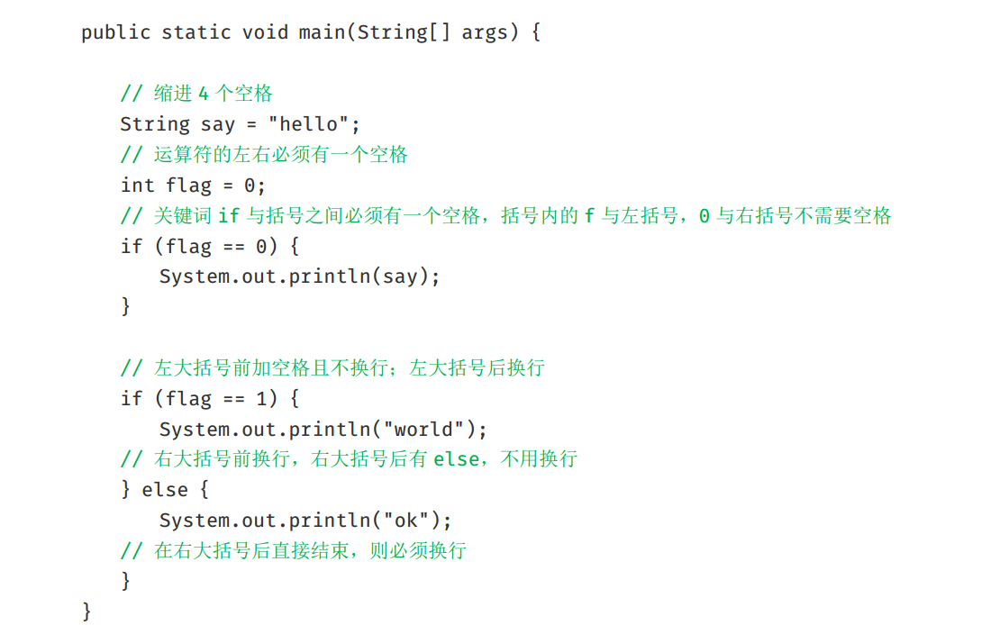 public static void main(String[] args) {
// 缩进 4 个空格
String say = "hello";
// 运算符的左右必须有一个空格
int flag = 0;
// 关键词 if 与括号之间必须有一个空格，括号内的 f 与左括号，0 与右括号不需要空格
if (flag == 0) {
System.out.println(say);
}
// 左大括号前加空格且不换行；左大括号后换行
if (flag == 1) {
System.out.println("world");
// 右大括号前换行，右大括号后有 else，不用换行
} else {
System.out.println("ok");
// 在右大括号后直接结束，则必须换行
}
}